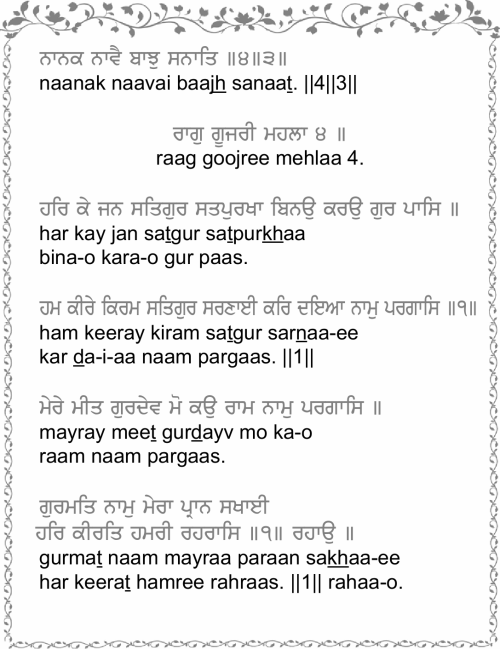 ਨਾਨਕ ਨਾਵੈ ਬਾਝੁ ਸਨਾਤਿ ॥੪॥੩॥
naanak naavai baajh sanaat. ||4||3||
ਰਾਗੁ ਗੂਜਰੀ ਮਹਲਾ ੪ ॥
raag goojree mehlaa 4.
ਹਰਿ ਕੇ ਜਨ ਸਤਿਗੁਰ ਸਤਪੁਰਖਾ ਬਿਨਉ ਕਰਉ ਗੁਰ ਪਾਸਿ ॥
har kay jan satgur satpurkhaa
bina-o kara-o gur paas.
ਹਮ ਕੀਰੇ ਕਿਰਮ ਸਤਿਗੁਰ ਸਰਣਾਈ ਕਰਿ ਦਇਆ ਨਾਮੁ ਪਰਗਾਸਿ ॥੧॥
ham keeray kiram satgur sarnaa-ee
kar da-i-aa naam pargaas. ||1||
ਮੇਰੇ ਮੀਤ ਗੁਰਦੇਵ ਮੋ ਕਉ ਰਾਮ ਨਾਮੁ ਪਰਗਾਸਿ ॥
mayray meet gurdayv mo ka-o
raam naam pargaas.
ਗੁਰਮਤਿ ਨਾਮੁ ਮੇਰਾ ਪ੍ਰਾਨ ਸਖਾਈ
ਹਰਿ ਕੀਰਤਿ ਹਮਰੀ ਰਹਰਾਸਿ ॥੧॥ ਰਹਾਉ ॥
gurmat naam mayraa paraan sakhaa-ee
har keerat hamree rahraas. ||1|| rahaa-o.